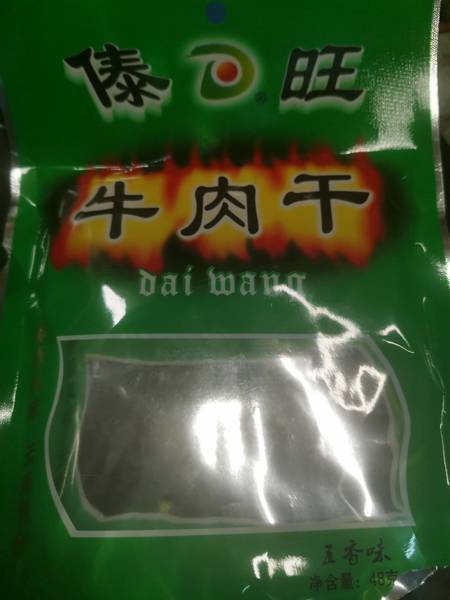 傣旺
®
牛肉干
dai wang
五香味
净含量：48克